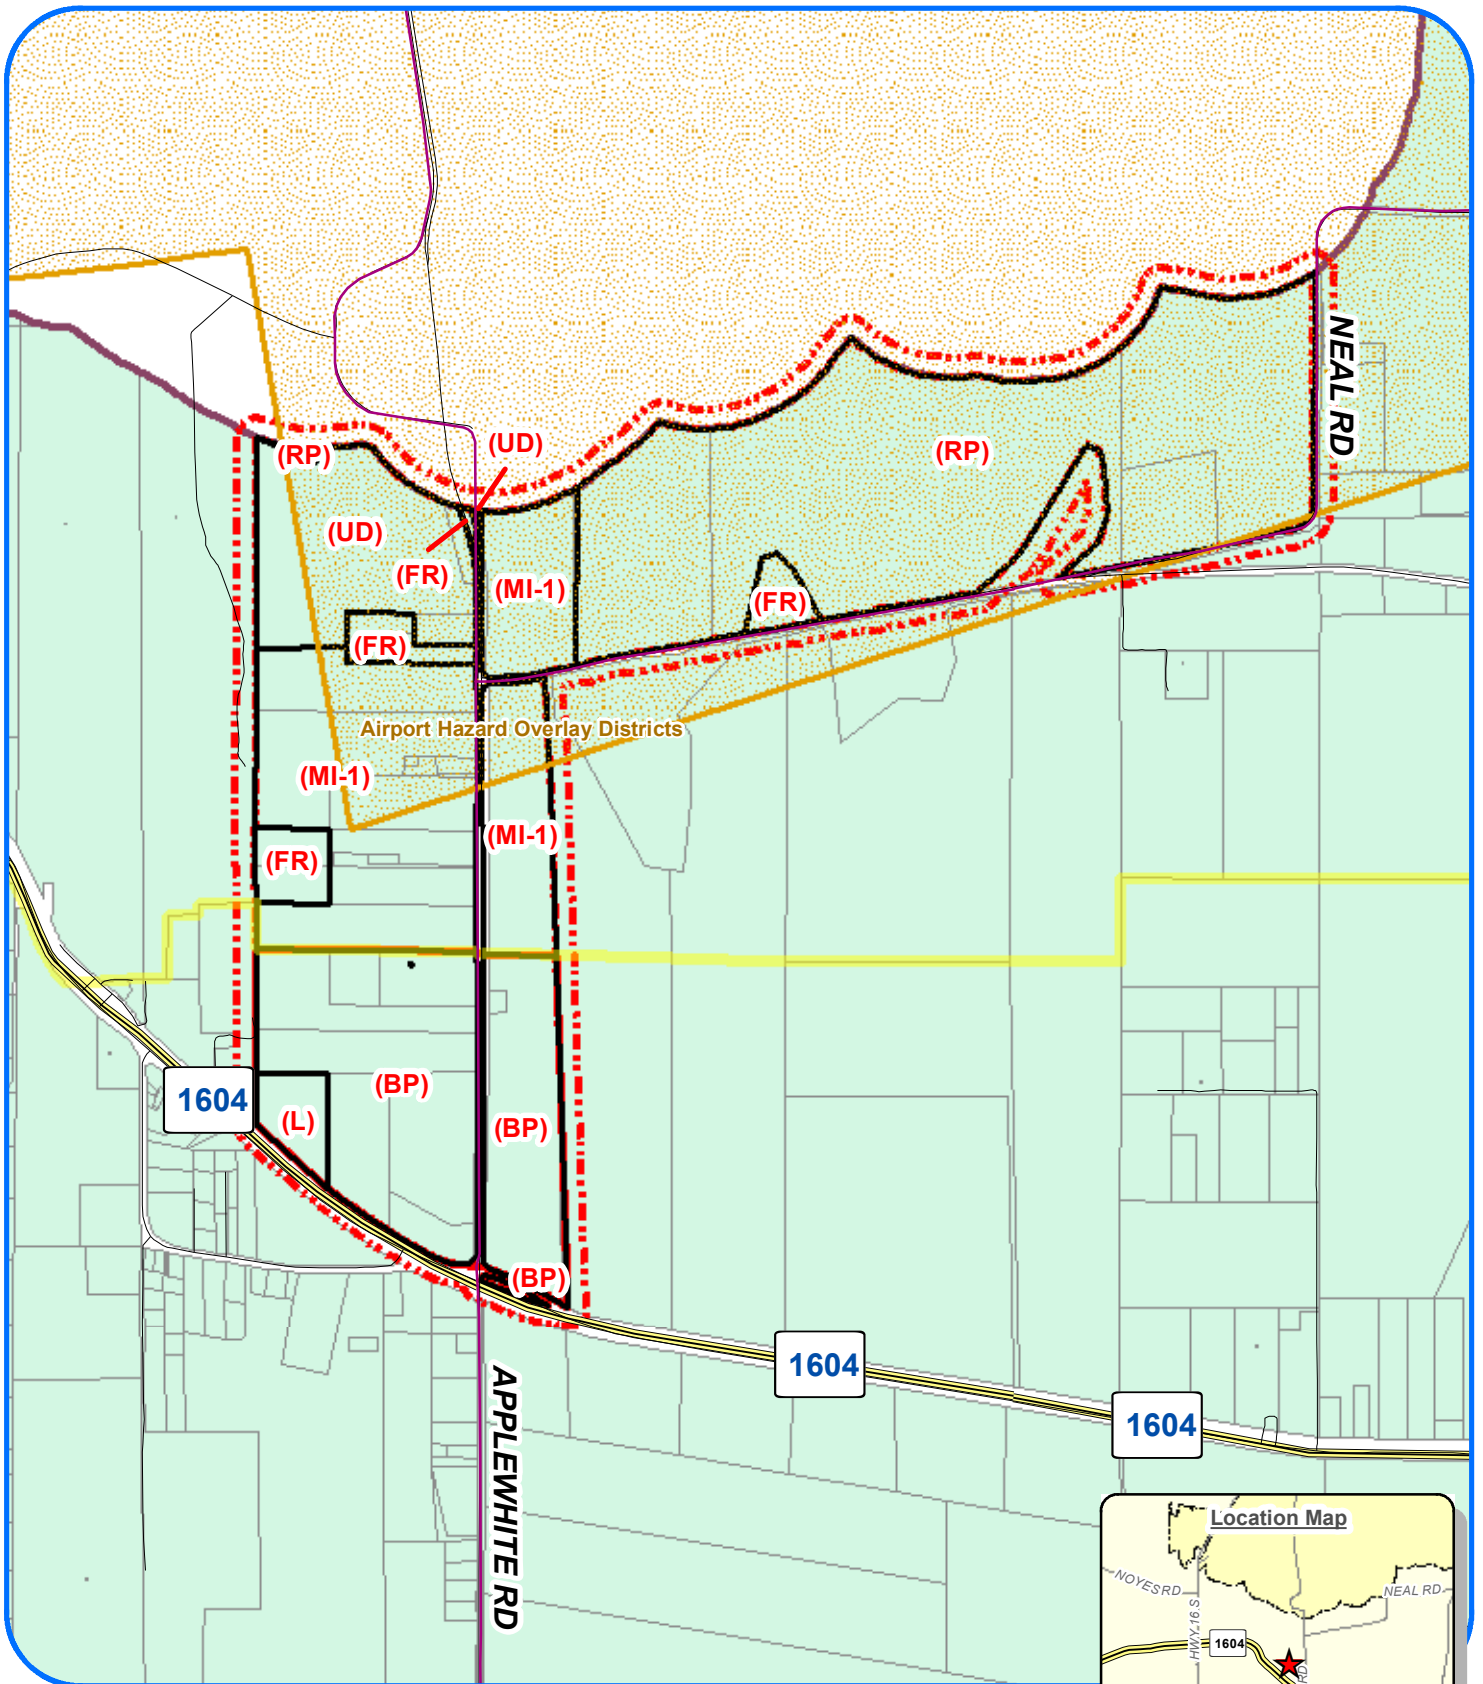 NEAL RD
(UD)
(RP)
(RP)
(UD)
(FR)
(MI-1)
(FR)
(FR)
Airport Hazard Overlay Districts
(MI-1)
(MI-1)
(FR)
(BP)
1604
(L)
(BP)
(BP)
1604
1604
APPLEWHITE RD
Location Map
NOYES RD
NEAL RD
HWY 16 S
1604
RD